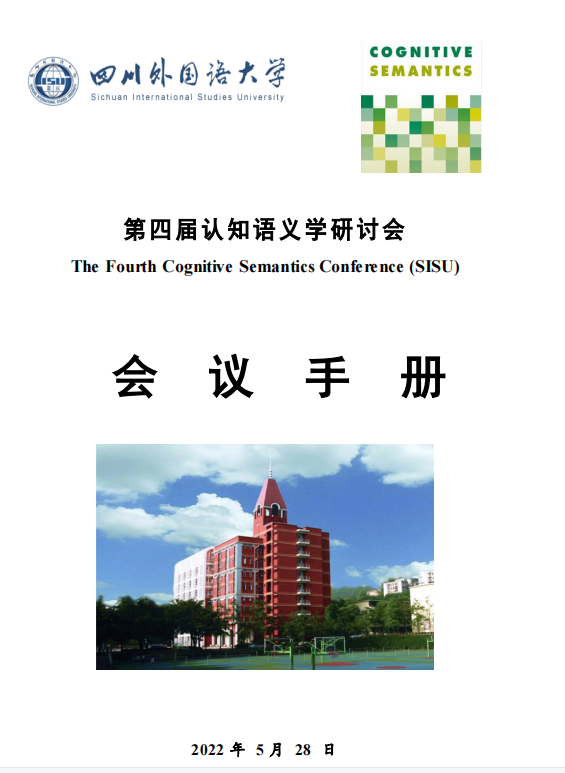 四川外国语大学
Sichuan International Studies University
COGNITIVE
SEMANTICS
第四届认知语义学研讨会
The Fourth Cognitive Semantics Conference (SISU)
会 议 手 册
2022 年 5 月 28 日